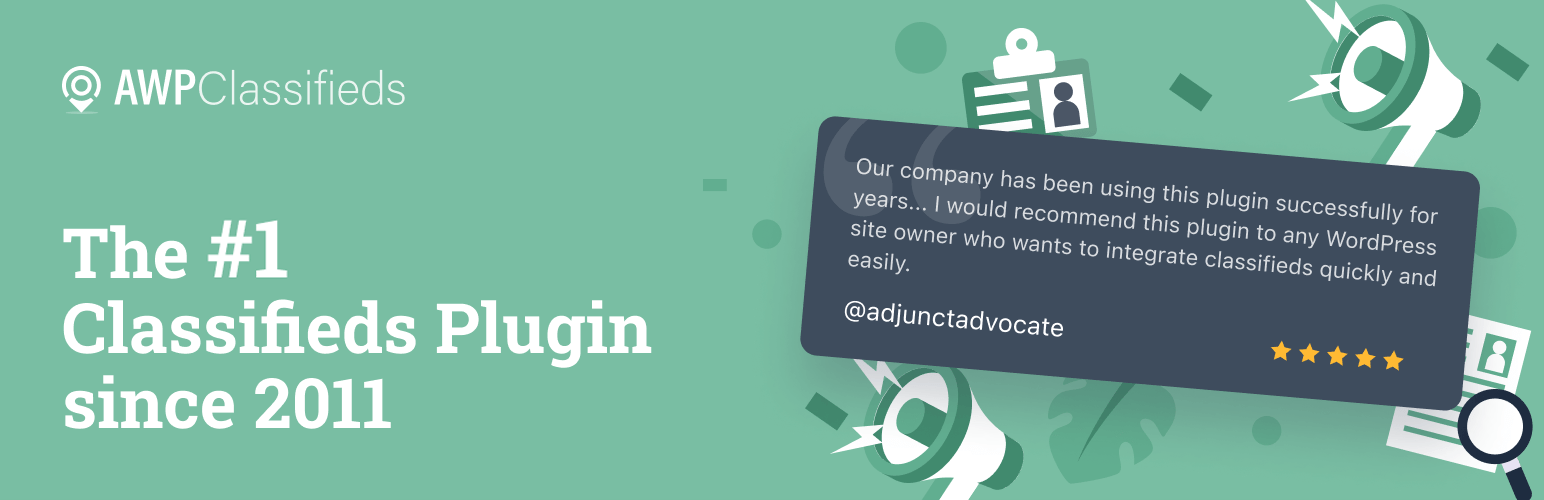 AWPClassifieds
The #1
Classifieds Plugin
since 2011
Our company has been using this plugin successfully for
years... I would recommend this plugin to any WordPress
site owner who wants to integrate classifieds quickly and
easily.
@adjunctadvocate